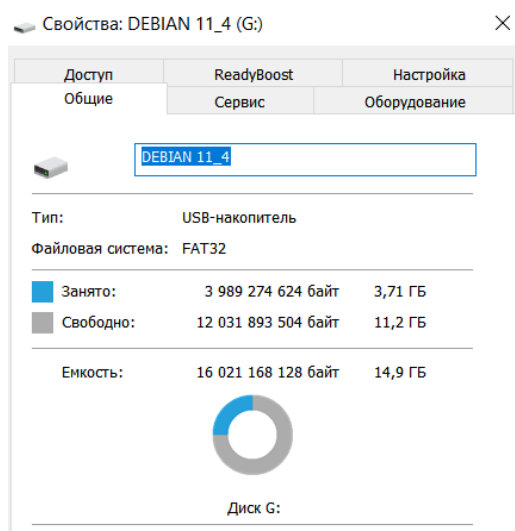 Свойства: DEBIAN 11_4 (G:)
Доступ ReadyBoost Настройка
Общие Сервис Оборудование
DEBIAN 11_4
Тип: USB-накопитель
Файловая система: FAT32
Занято: 3 989 274 624 байт 3,71 ГБ
Свободно: 12 031 893 504 байт 11,2 ГБ
Емкость: 16 021 168 128 байт 14,9 ГБ
Диск G: